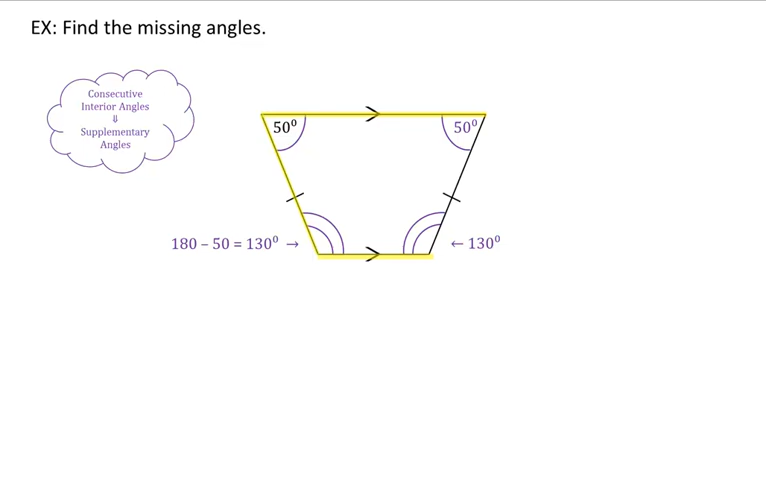 EX: Find the missing angles.
Consecutive
Interior Angles
⇓
Supplementary
Angles
50⁰ 50⁰
180 – 50 = 130⁰ → ← 130⁰